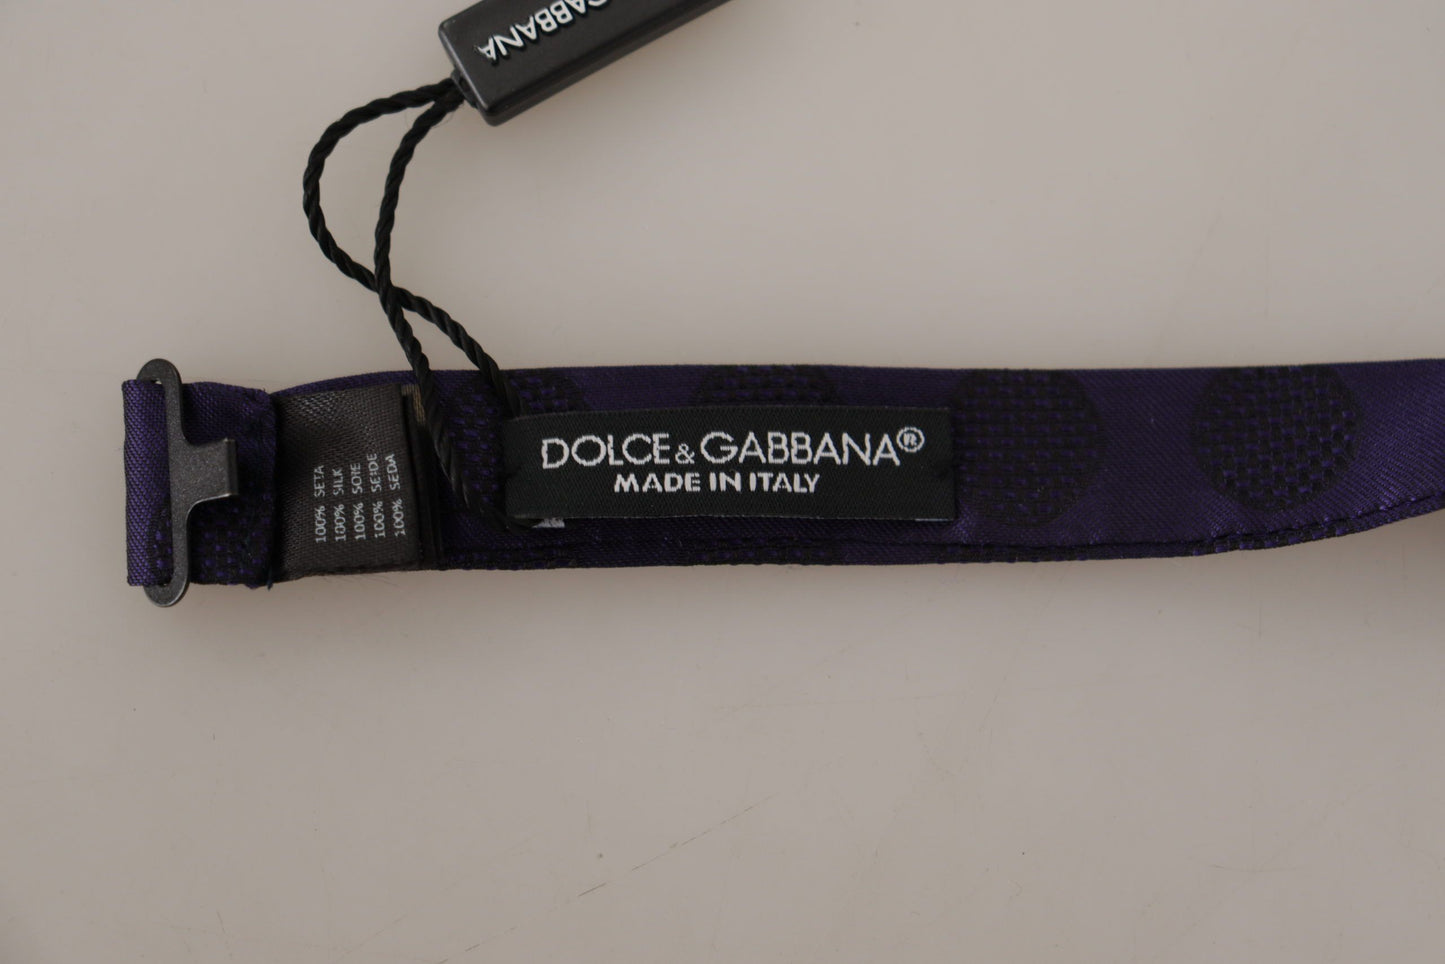 GABBANA
DOLCE & GABBANA®
MADE IN ITALY
100% SETA
100% SILK
100% SOIE
100% SEIDE
100% SEDA